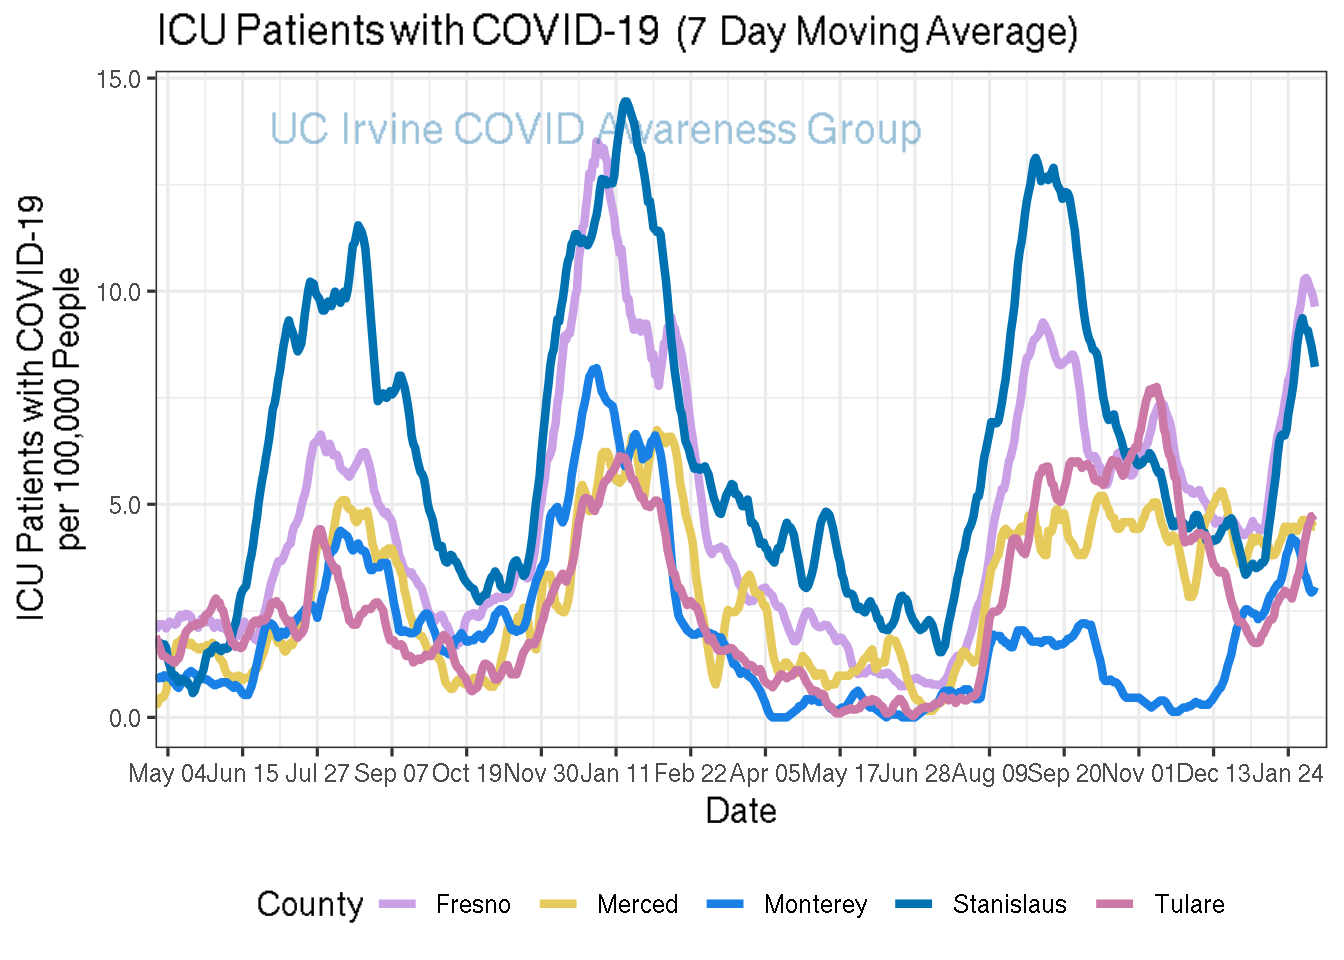 ICU Patients with COVID-19 (7 Day Moving Average)
UC Irvine COVID Awareness Group
ICU Patients with COVID-19
per 100,000 People
15.0
10.0
5.0
0.0
May 04 Jun 15 Jul 27 Sep 07 Oct 19 Nov 30 Jan 11 Feb 22 Apr 05 May 17 Jun 28 Aug 09 Sep 20 Nov 01 Dec 13 Jan 24
Date
County Fresno Merced Monterey Stanislaus Tulare